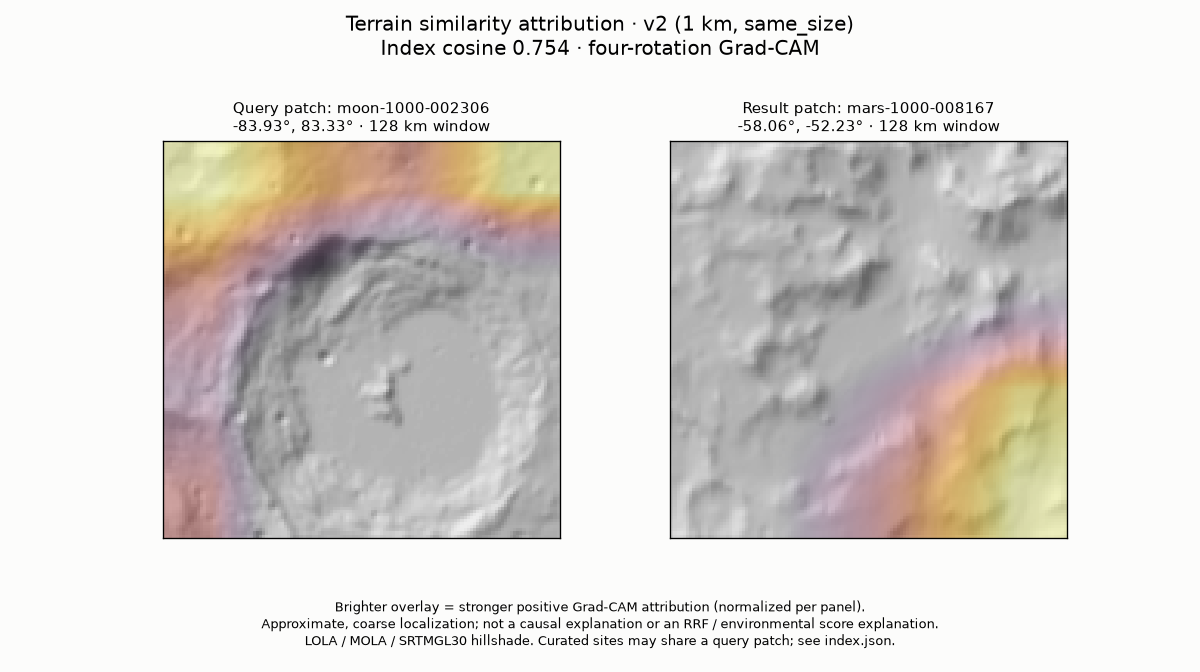 Terrain similarity attribution · v2 (1 km, same_size)
Index cosine 0.754 · four-rotation Grad-CAM
Query patch: moon-1000-002306
-83.93°, 83.33° · 128 km window
Result patch: mars-1000-008167
-58.06°, -52.23° · 128 km window
Brighter overlay = stronger positive Grad-CAM attribution (normalized per panel).
Approximate, coarse localization; not a causal explanation or an RRF / environmental score explanation.
LOLA / MOLA / SRTMGL30 hillshade. Curated sites may share a query patch; see index.json.